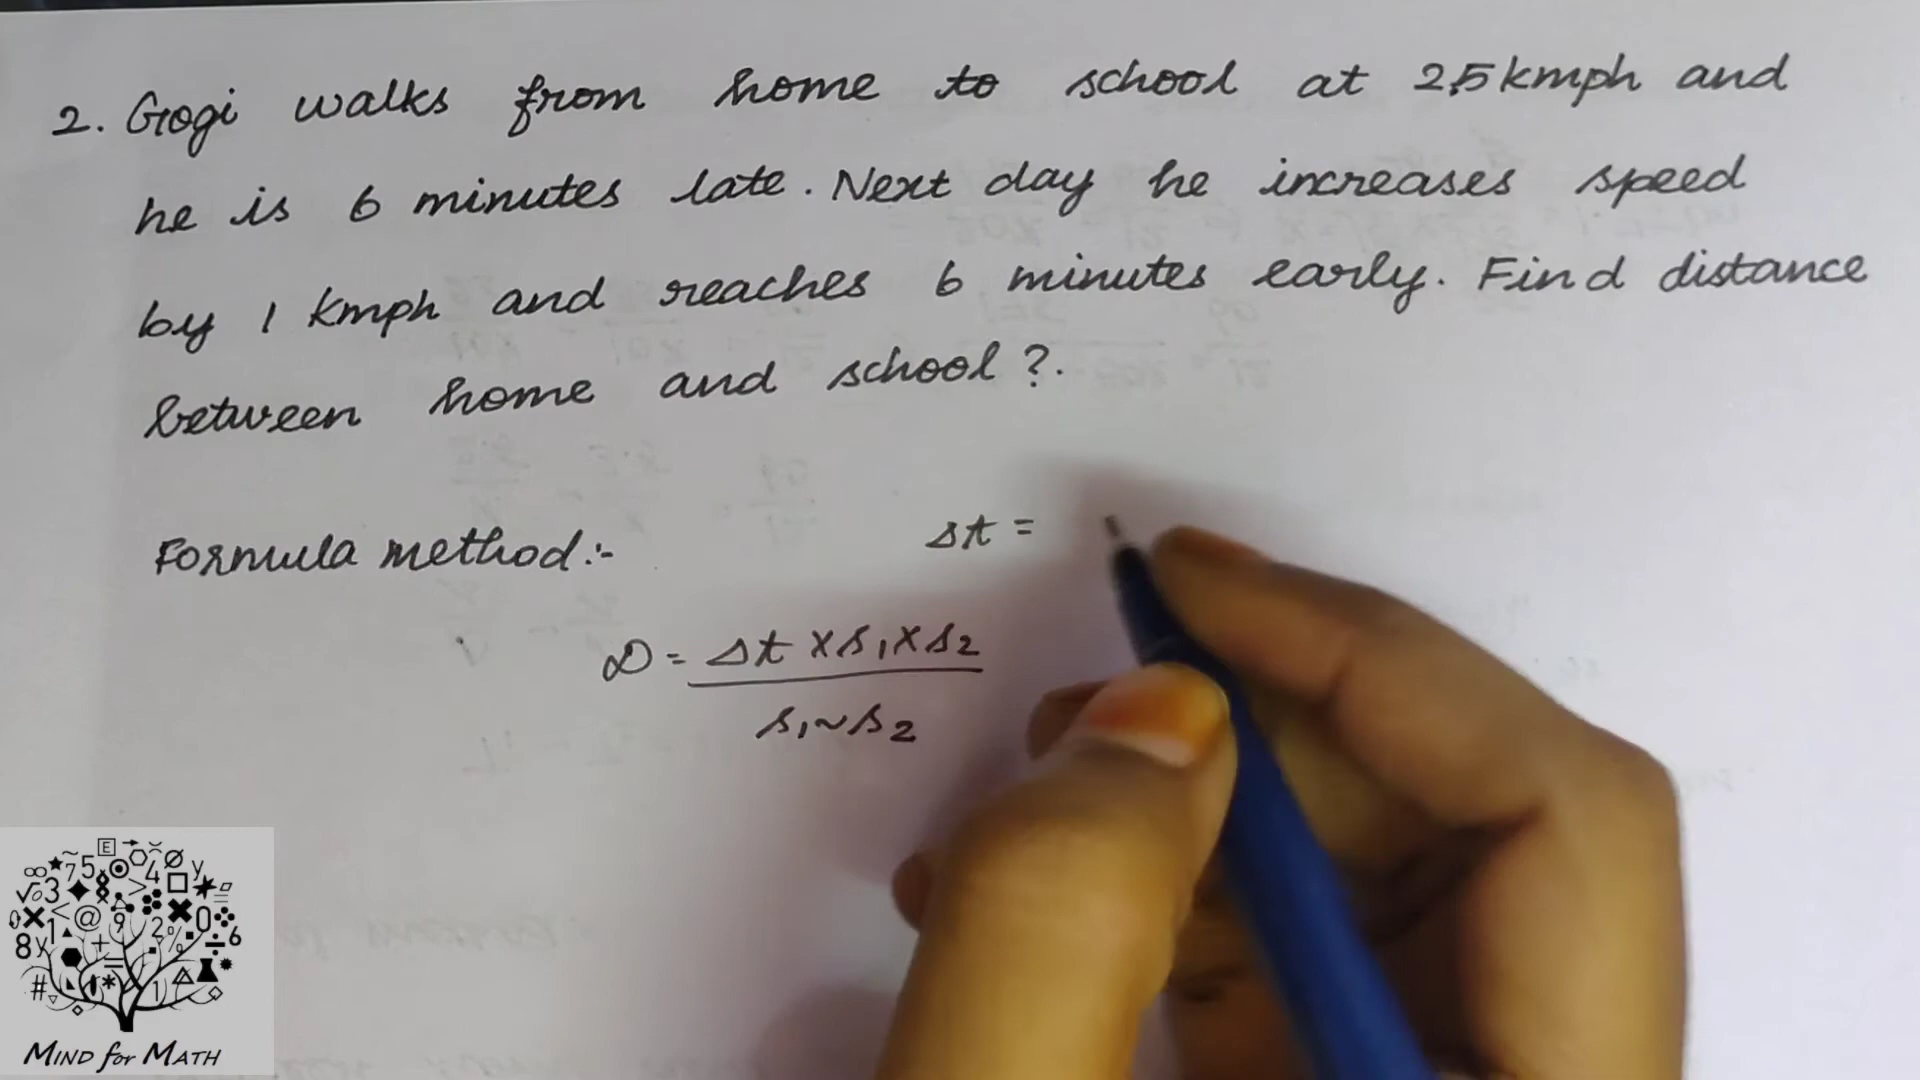 2. Gogi walks from home to school at 2.5 kmph and
he is 6 minutes late. Next day he increases speed
by 1 kmph and reaches 6 minutes early. Find distance
between home and school?.
Formula method:-
Δt =
D = Δt x s₁ x s₂
s₁ ~ s₂
MIND for MATH